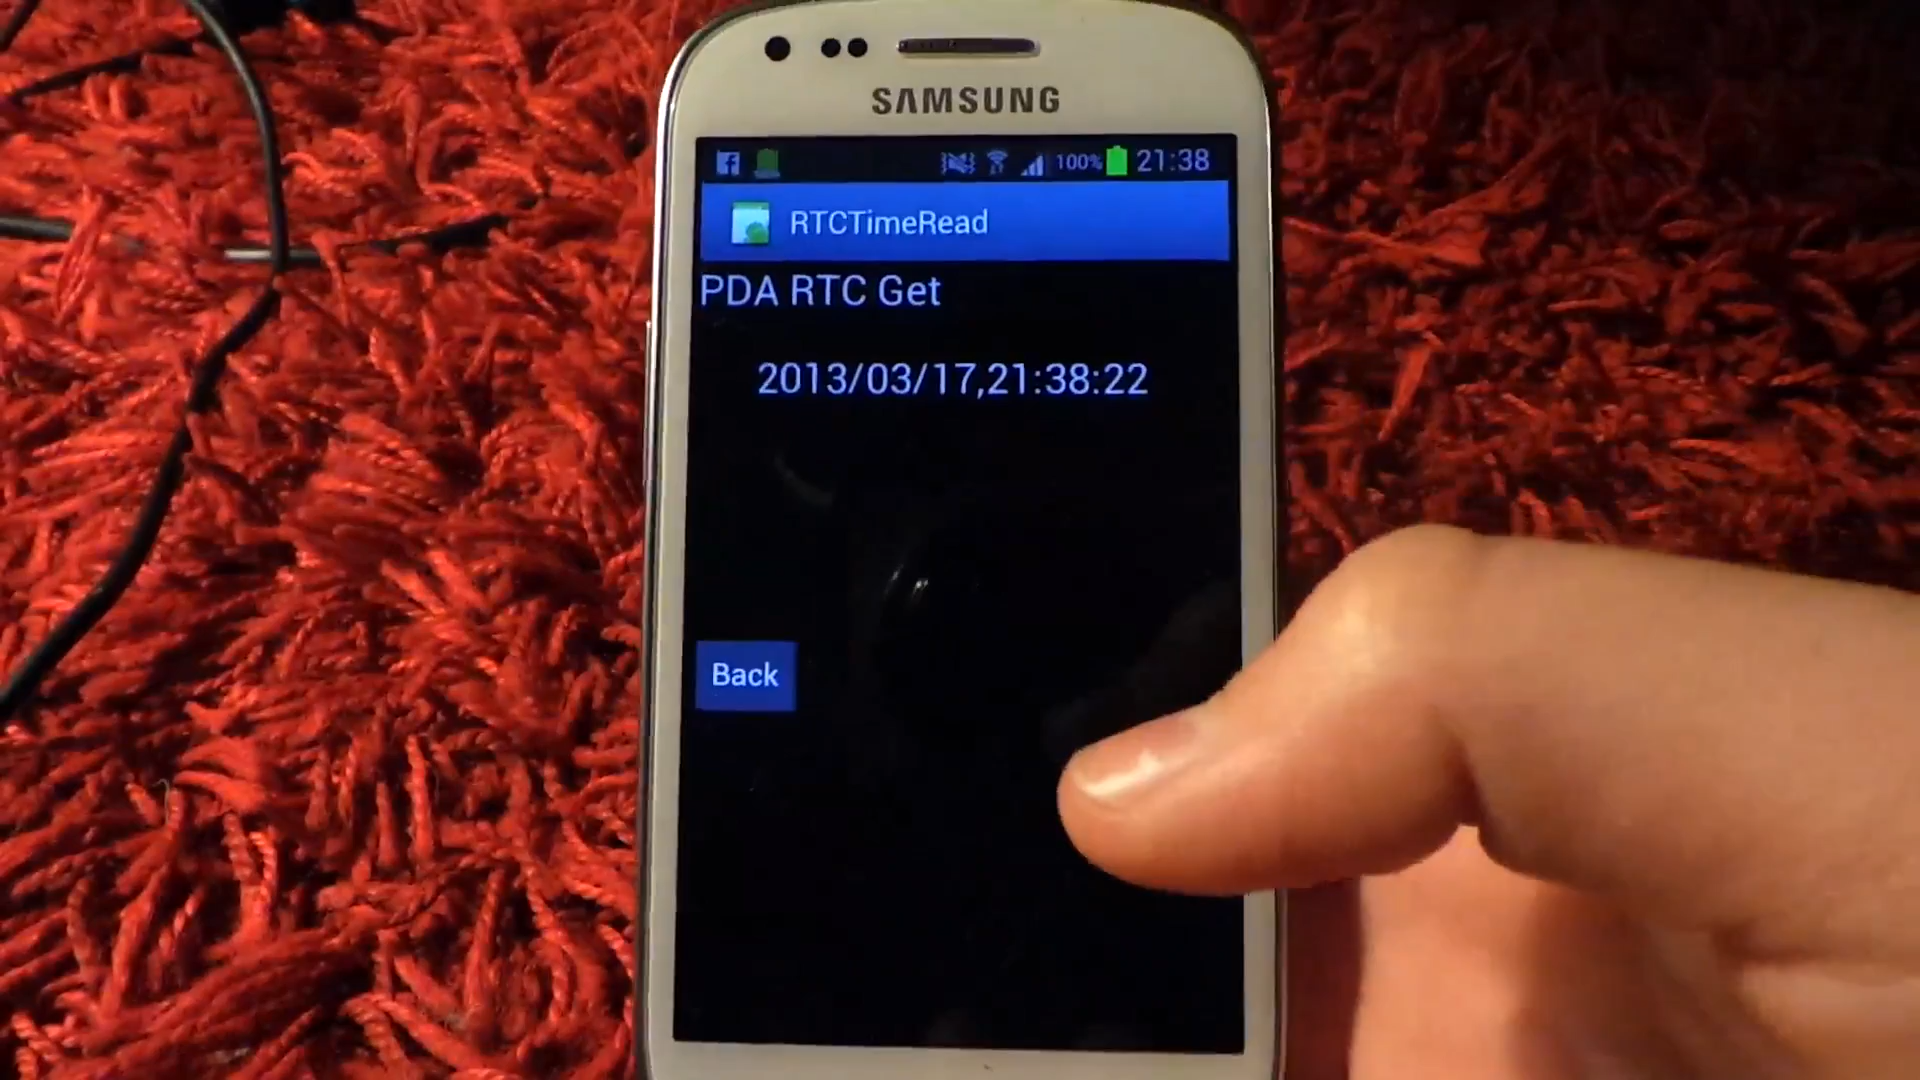 SAMSUNG
100% 21:38
RTCTimeRead
PDA RTC Get
2013/03/17,21:38:22
Back